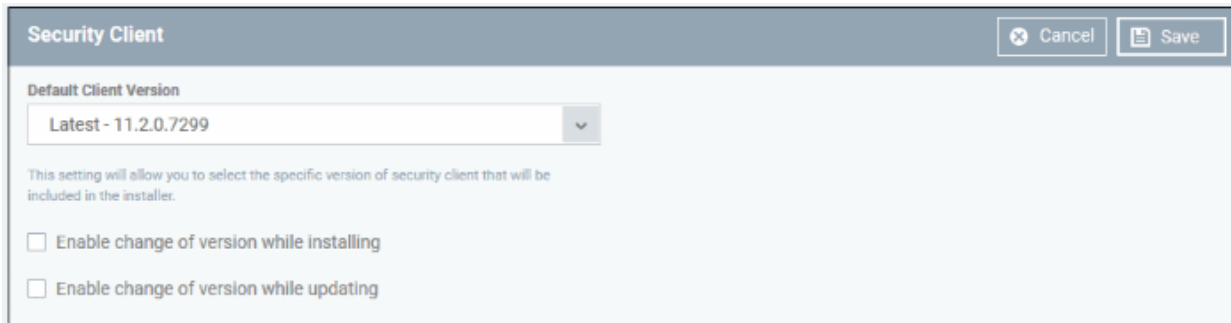 Security Client
Cancel
Save
Default Client Version
Latest - 11.2.0.7299
This setting will allow you to select the specific version of security client that will be
included in the installer.
Enable change of version while installing
Enable change of version while updating